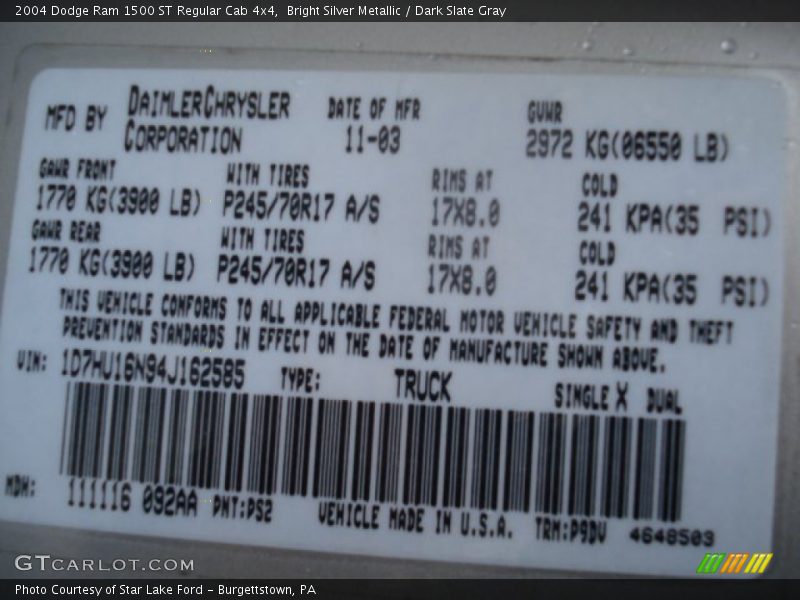 2004 Dodge Ram 1500 ST Regular Cab 4x4,  Bright Silver Metallic / Dark Slate Gray
MFD BY DAIMLERCHRYSLER CORPORATION DATE OF MFR 11-03 GVWR 2972 KG(06550 LB)
GAWR FRONT WITH TIRES RIMS AT COLD
1770 KG(3900 LB) P245/70R17 A/S 17X8.0 241 KPA(35 PSI)
GAWR REAR WITH TIRES RIMS AT COLD
1770 KG(3900 LB) P245/70R17 A/S 17X8.0 241 KPA(35 PSI)
THIS VEHICLE CONFORMS TO ALL APPLICABLE FEDERAL MOTOR VEHICLE SAFETY AND THEFT
PREVENTION STANDARDS IN EFFECT ON THE DATE OF MANUFACTURE SHOWN ABOVE.
VIN: 1D7HU16N94J162585 TYPE: TRUCK SINGLE X DUAL
MDH: 111116 092AA PNT:PS2 VEHICLE MADE IN U.S.A. TRM:P9DV 4648503
GTCARLOT.COM
Photo Courtesy of Star Lake Ford – Burgettstown, PA